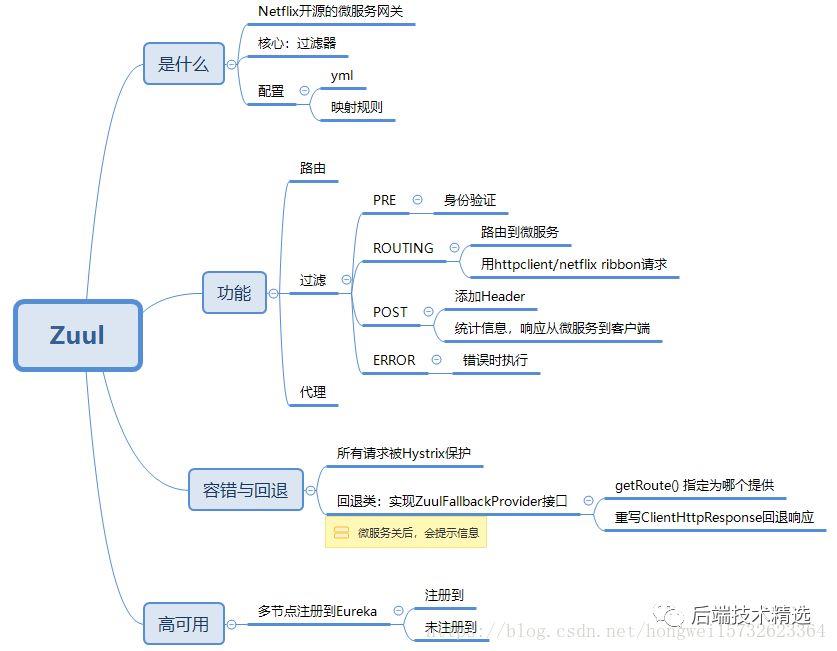 Netflix开源的微服务网关
核心：过滤器
是什么
yml
配置
映射规则
路由
PRE
身份验证
路由到微服务
ROUTING
用httpclient/netflix ribbon请求
过滤
功能
添加Header
POST
统计信息，响应从微服务到客户端
Zuul
ERROR
错误时执行
代理
所有请求被Hystrix保护
容错与回退
getRoute() 指定为哪个提供
回退类：实现ZuulFallbackProvider接口
重写ClientHttpResponse回退响应
微服务关后，会提示信息
注册到
多节点注册到Eureka
高可用
未注册到
后端技术精选
https://blog.csdn.net/hongwei15732623364